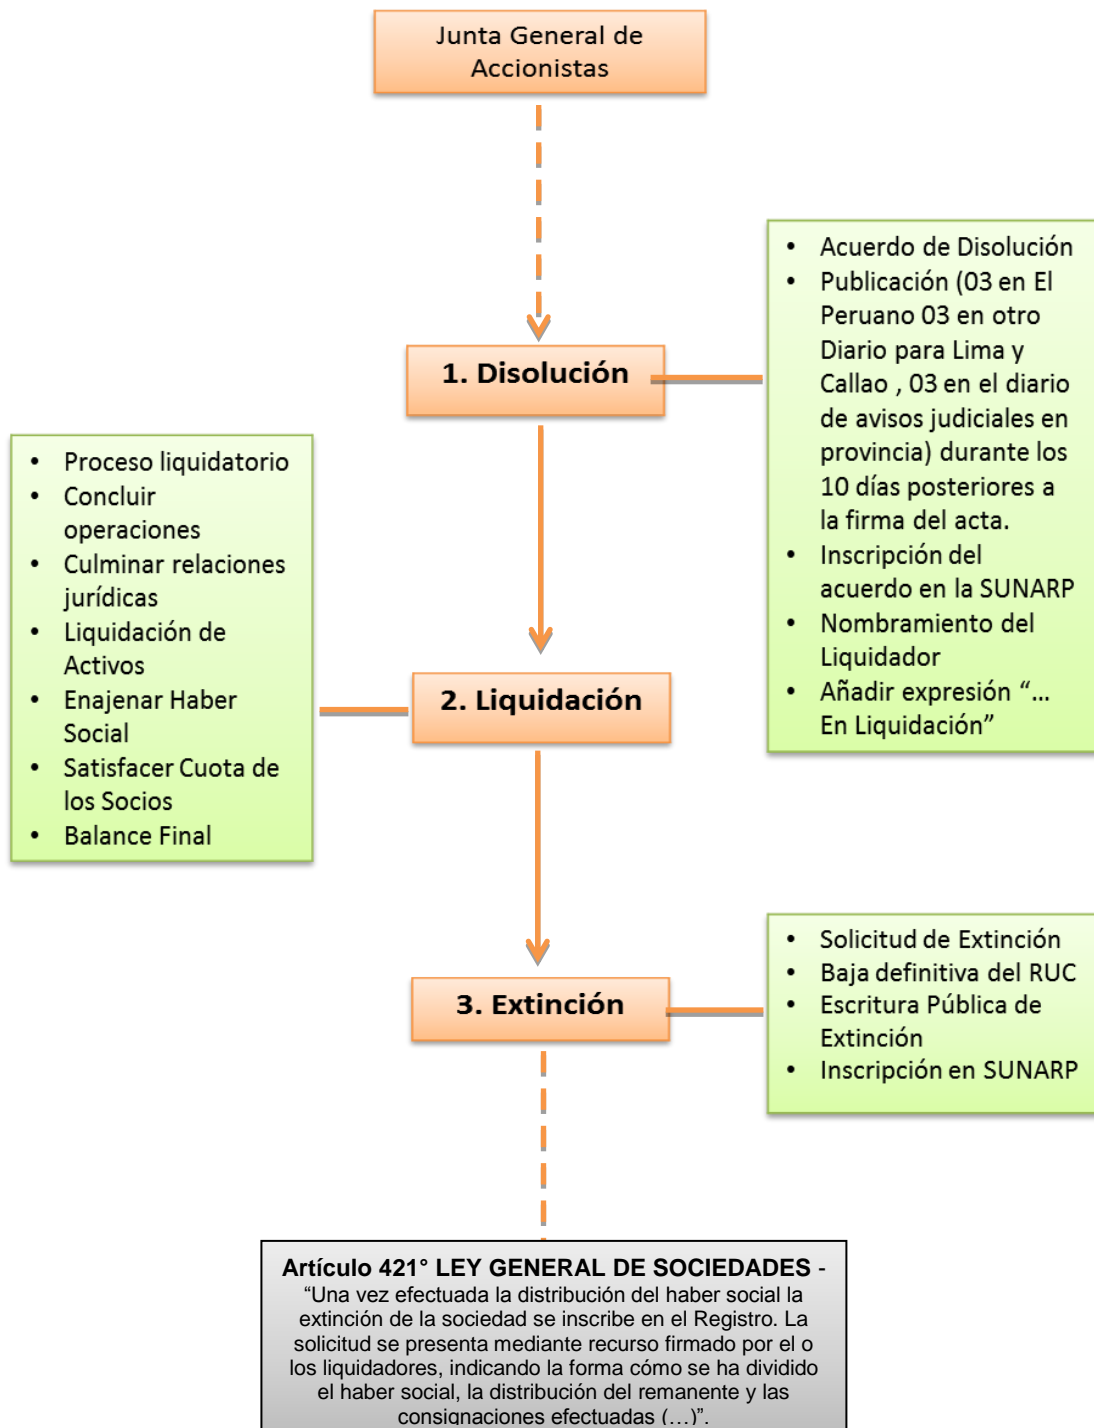 Junta General de
Accionistas
1. Disolución
• Acuerdo de Disolución
• Publicación (03 en El
Peruano 03 en otro
Diario para Lima y
Callao , 03 en el diario
de avisos judiciales en
provincia) durante los
10 días posteriores a
la firma del acta.
• Inscripción del
acuerdo en la SUNARP
• Nombramiento del
Liquidador
• Añadir expresión “...
En Liquidación”
• Proceso liquidatorio
• Concluir
operaciones
• Culminar relaciones
jurídicas
• Liquidación de
Activos
• Enajenar Haber
Social
• Satisfacer Cuota de
los Socios
• Balance Final
2. Liquidación
3. Extinción
• Solicitud de Extinción
• Baja definitiva del RUC
• Escritura Pública de
Extinción
• Inscripción en SUNARP
Artículo 421° LEY GENERAL DE SOCIEDADES -
“Una vez efectuada la distribución del haber social la
extinción de la sociedad se inscribe en el Registro. La
solicitud se presenta mediante recurso firmado por el o
los liquidadores, indicando la forma cómo se ha dividido
el haber social, la distribución del remanente y las
consignaciones efectuadas (…)”.